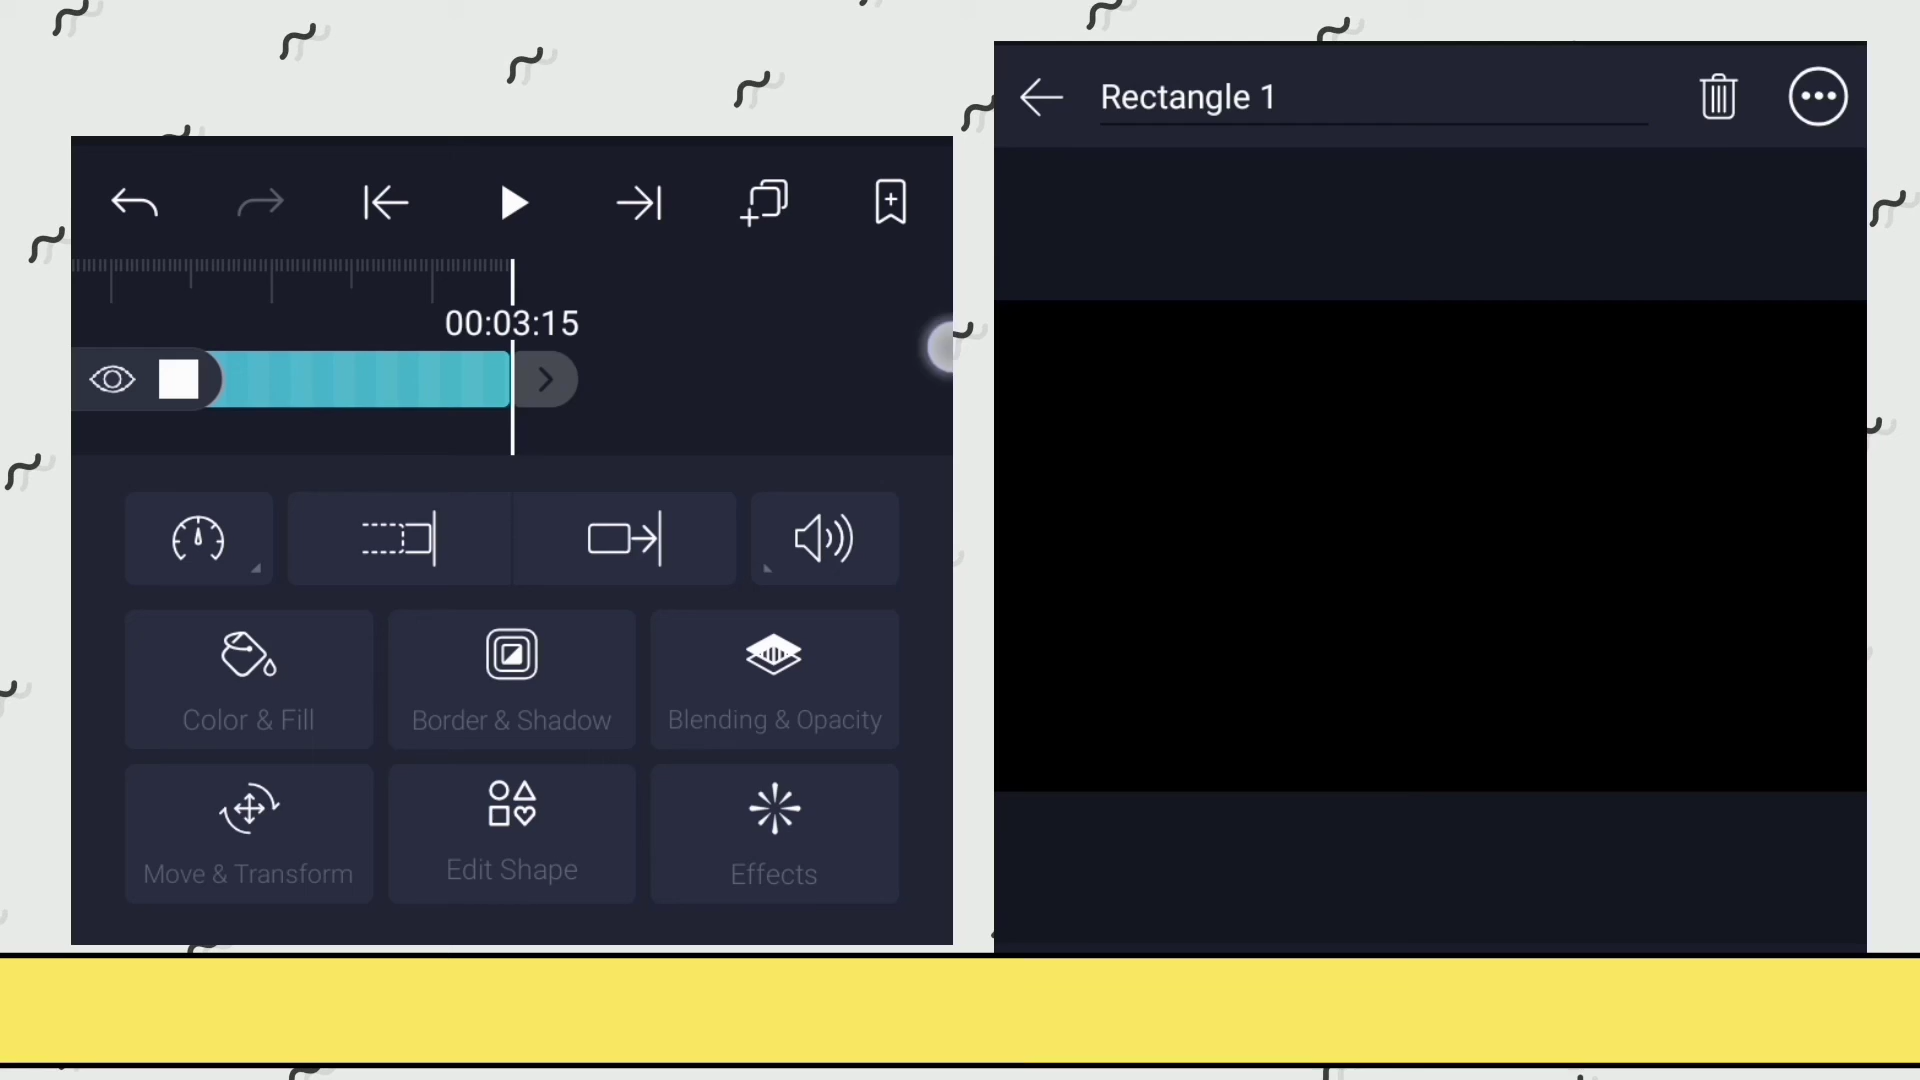 Rectangle 1
00:03:15
Color & Fill
Border & Shadow
Blending & Opacity
Move & Transform
Edit Shape
Effects